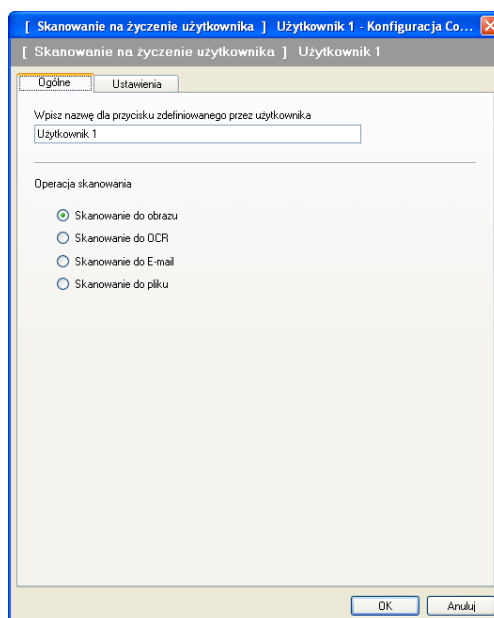 [ Skanowanie na życzenie użytkownika ] Użytkownik 1 - Konfiguracja Co...
[ Skanowanie na życzenie użytkownika ] Użytkownik 1
Ogólne Ustawienia
Wpisz nazwę dla przycisku zdefiniowanego przez użytkownika
Użytkownik 1
Operacja skanowania
Skanowanie do obrazu
Skanowanie do OCR
Skanowanie do E-mail
Skanowanie do pliku
OK Anuluj